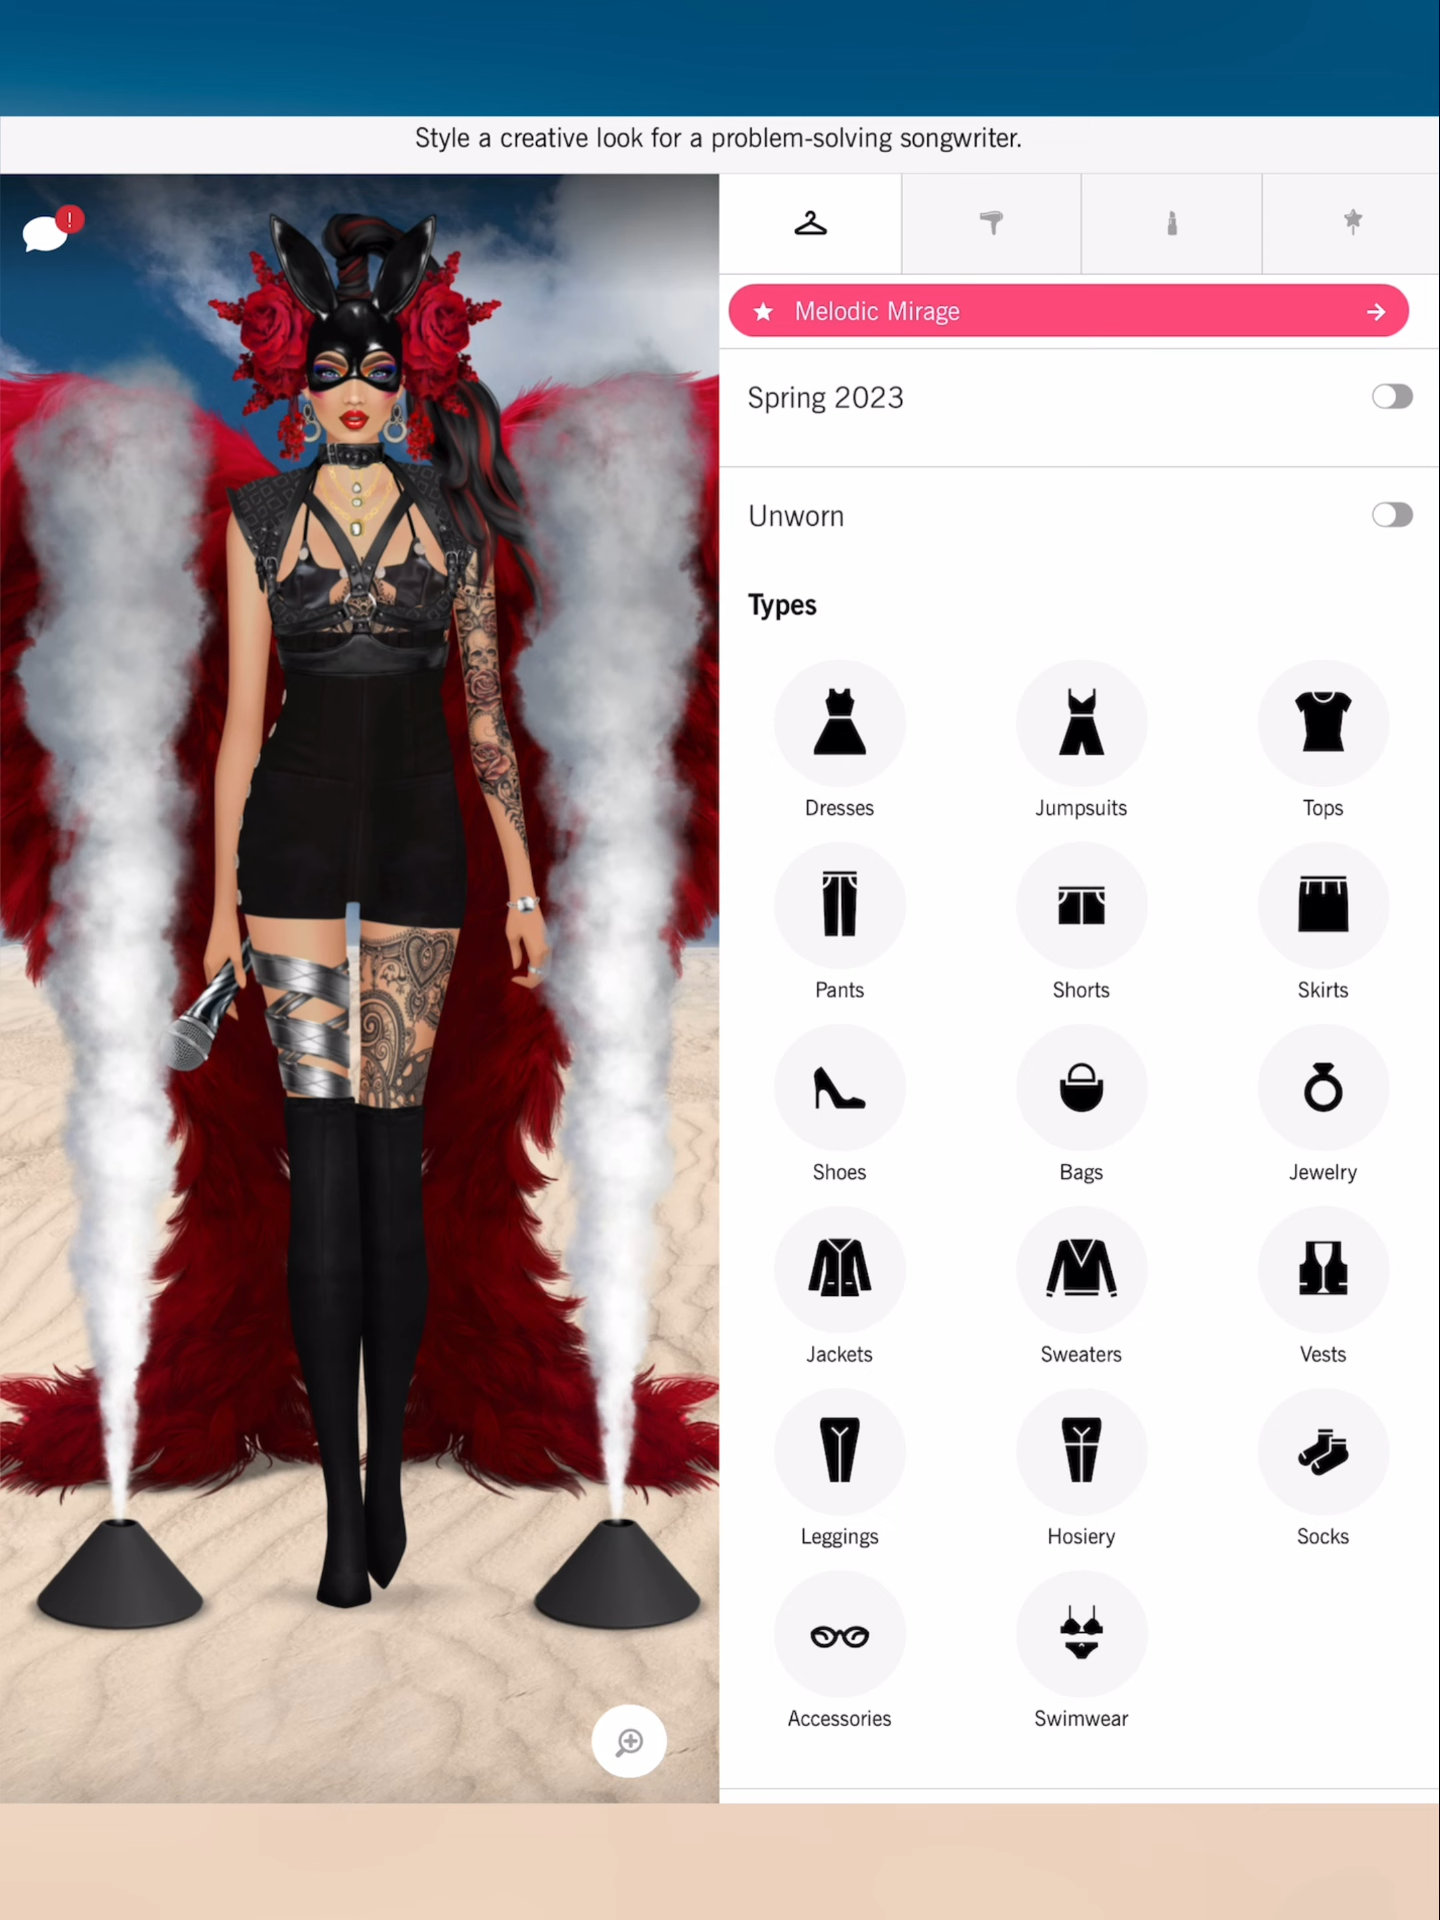 Style a creative look for a problem-solving songwriter.
!
Melodic Mirage
Spring 2023
Unworn
Types
Dresses
Jumpsuits
Tops
Pants
Shorts
Skirts
Shoes
Bags
Jewelry
Jackets
Sweaters
Vests
Leggings
Hosiery
Socks
Accessories
Swimwear